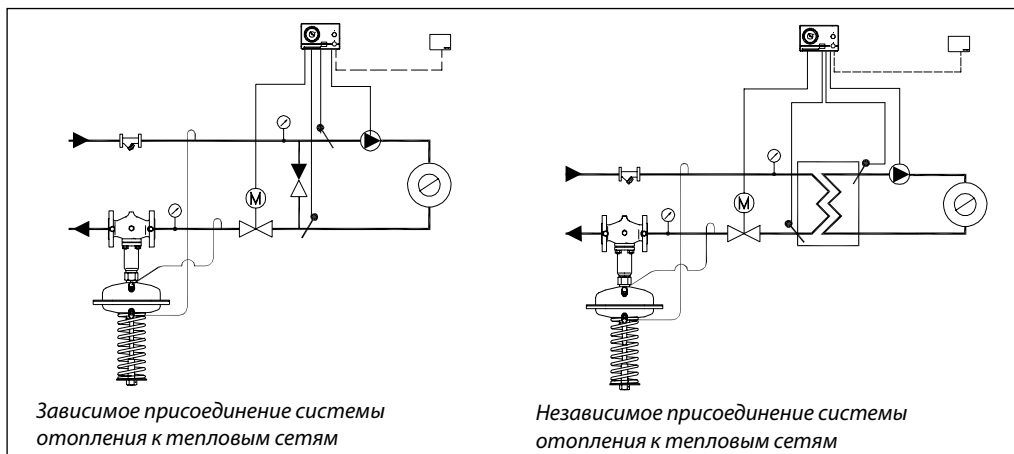 M
M
Зависимое присоединение системы
отопления к тепловым сетям
Независимое присоединение системы
отопления к тепловым сетям